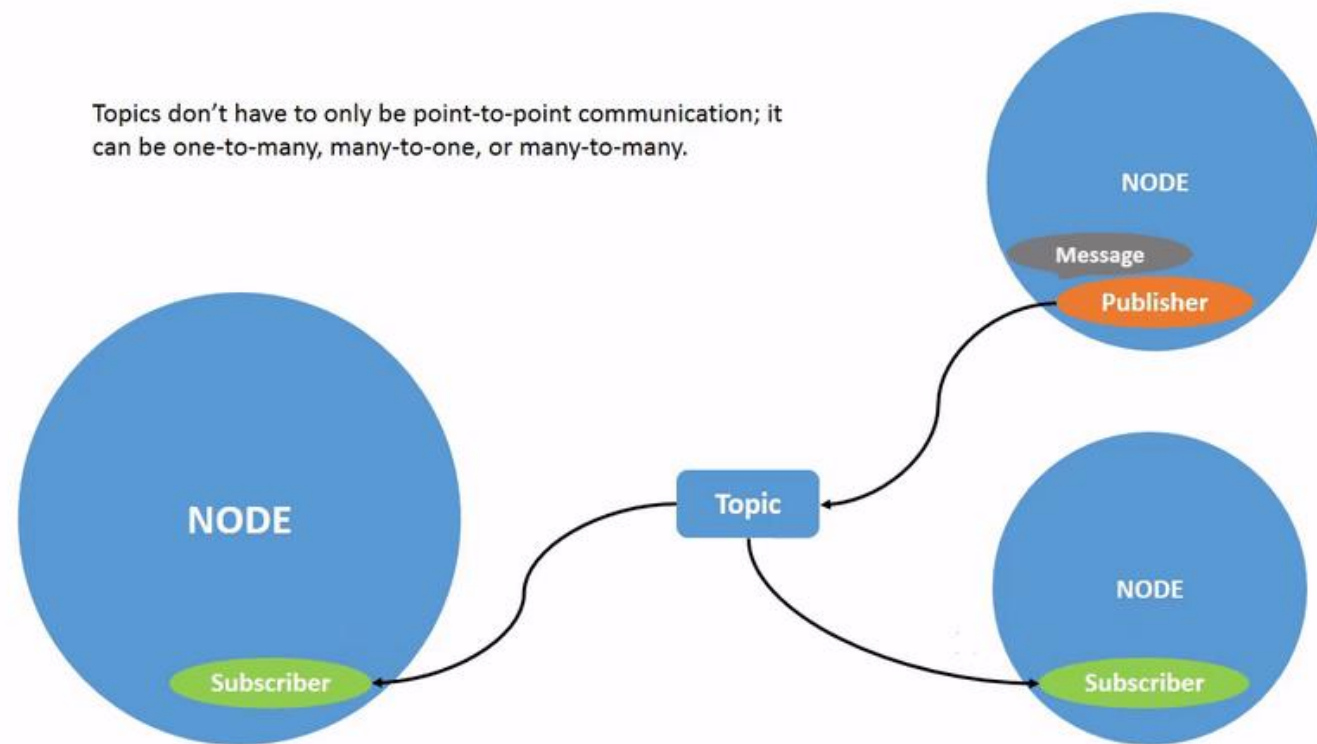 Topics don’t have to only be point-to-point communication; it
can be one-to-many, many-to-one, or many-to-many.
NODE
Message
Publisher
Topic
NODE
NODE
Subscriber
Subscriber